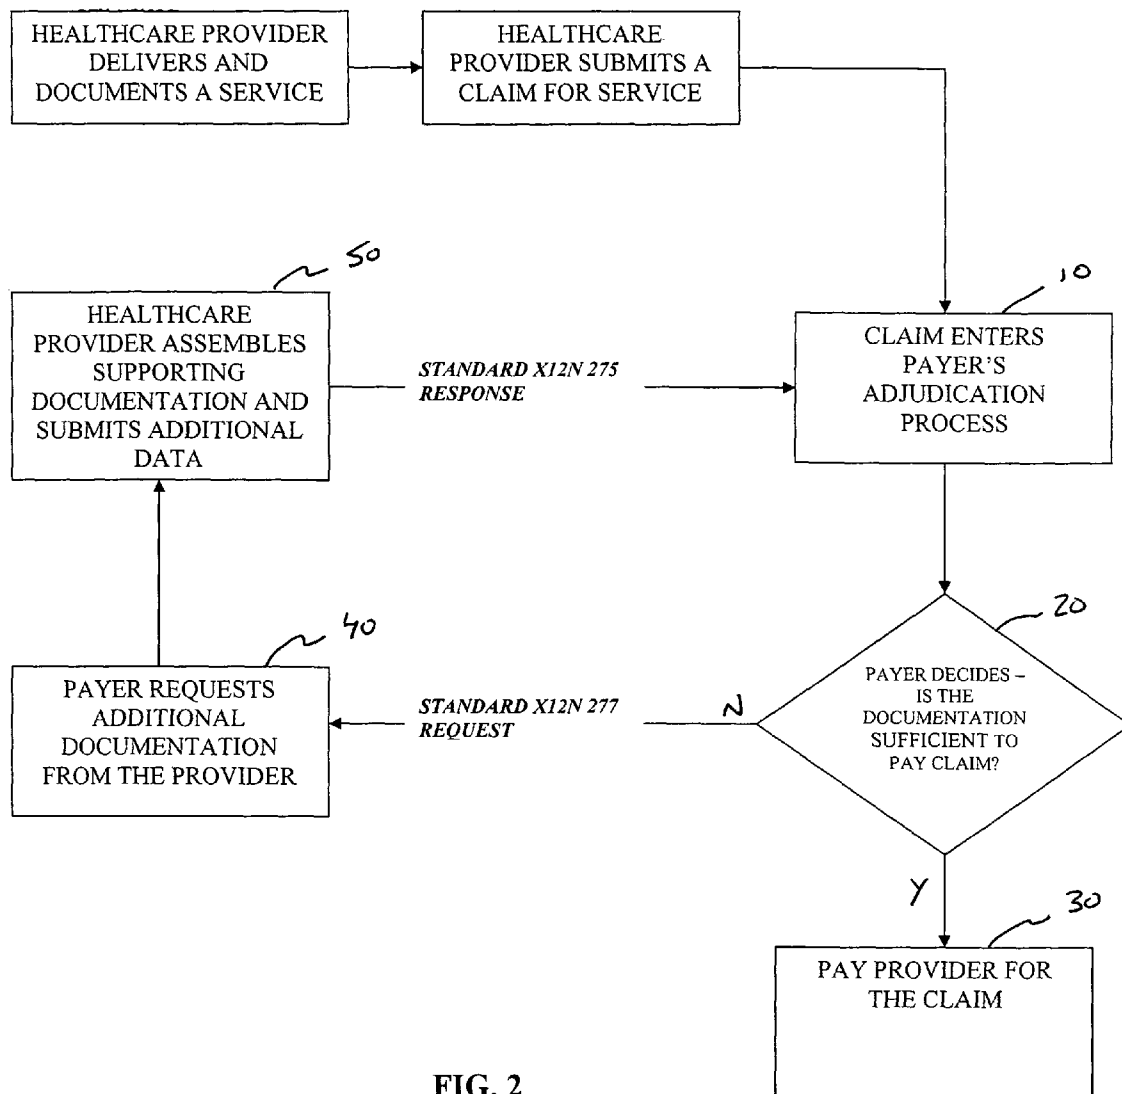 HEALTHCARE PROVIDER
DELIVERS AND
DOCUMENTS A SERVICE
HEALTHCARE
PROVIDER SUBMITS A
CLAIM FOR SERVICE
50
HEALTHCARE
PROVIDER ASSEMBLES
SUPPORTING
DOCUMENTATION AND
SUBMITS ADDITIONAL
DATA
STANDARD X12N 275
RESPONSE
10
CLAIM ENTERS
PAYER'S
ADJUDICATION
PROCESS
40
PAYER REQUESTS
ADDITIONAL
DOCUMENTATION
FROM THE PROVIDER
STANDARD X12N 277
REQUEST
N
20
PAYER DECIDES –
IS THE
DOCUMENTATION
SUFFICIENT TO
PAY CLAIM?
Y
30
PAY PROVIDER FOR
THE CLAIM
FIG. 2